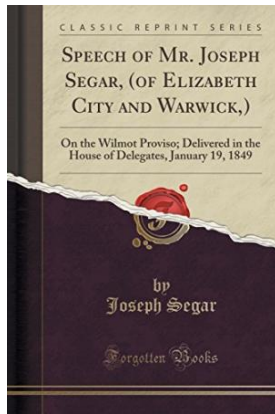 CLASSIC REPRINT SERIES
SPEECH OF MR. JOSEPH
SEGAR, (OF ELIZABETH
CITY AND WARWICK,)
On the Wilmot Proviso; Delivered in the
House of Delegates, January 19, 1849
by
Joseph Segar
Forgotten Books